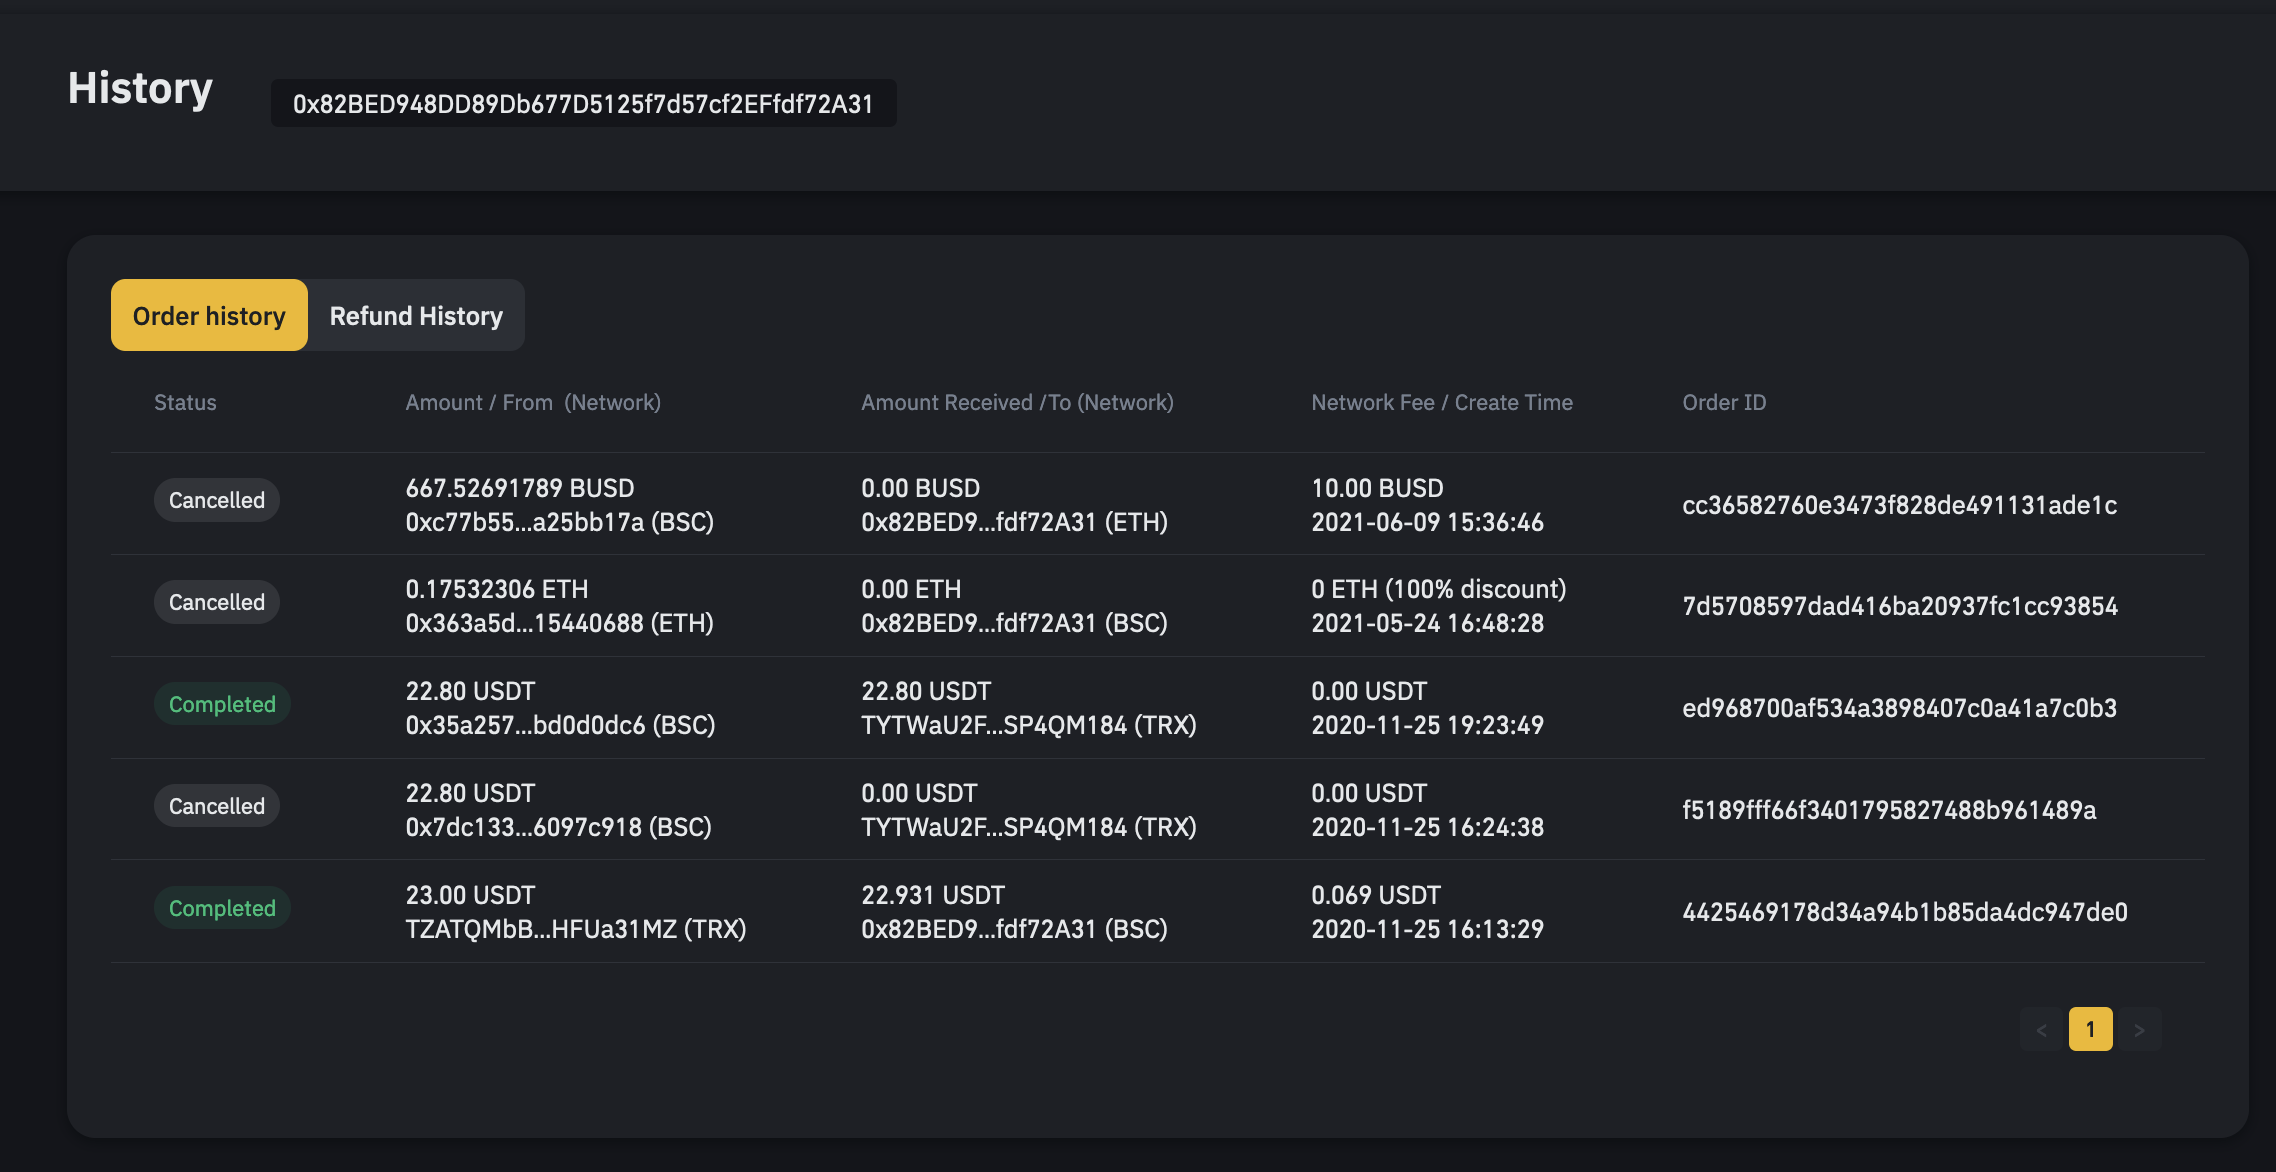 History
0x82BED948DD89Db677D5125f7d57cf2EFfdf72A31
Order history Refund History
Status Amount / From (Network) Amount Received /To (Network) Network Fee / Create Time Order ID
Cancelled
667.52691789 BUSD
0xc77b55...a25bb17a (BSC)
0.00 BUSD
0x82BED9...fdf72A31 (ETH)
10.00 BUSD
2021-06-09 15:36:46
cc36582760e3473f828de491131ade1c
Cancelled
0.17532306 ETH
0x363a5d...15440688 (ETH)
0.00 ETH
0x82BED9...fdf72A31 (BSC)
0 ETH (100% discount)
2021-05-24 16:48:28
7d5708597dad416ba20937fc1cc93854
Completed
22.80 USDT
0x35a257...bd0d0dc6 (BSC)
22.80 USDT
TYTWaU2F...SP4QM184 (TRX)
0.00 USDT
2020-11-25 19:23:49
ed968700af534a3898407c0a41a7c0b3
Cancelled
22.80 USDT
0x7dc133...6097c918 (BSC)
0.00 USDT
TYTWaU2F...SP4QM184 (TRX)
0.00 USDT
2020-11-25 16:24:38
f5189fff66f3401795827488b961489a
Completed
23.00 USDT
TZATQMbB...HFUa31MZ (TRX)
22.931 USDT
0x82BED9...fdf72A31 (BSC)
0.069 USDT
2020-11-25 16:13:29
4425469178d34a94b1b85da4dc947de0
< 1 >